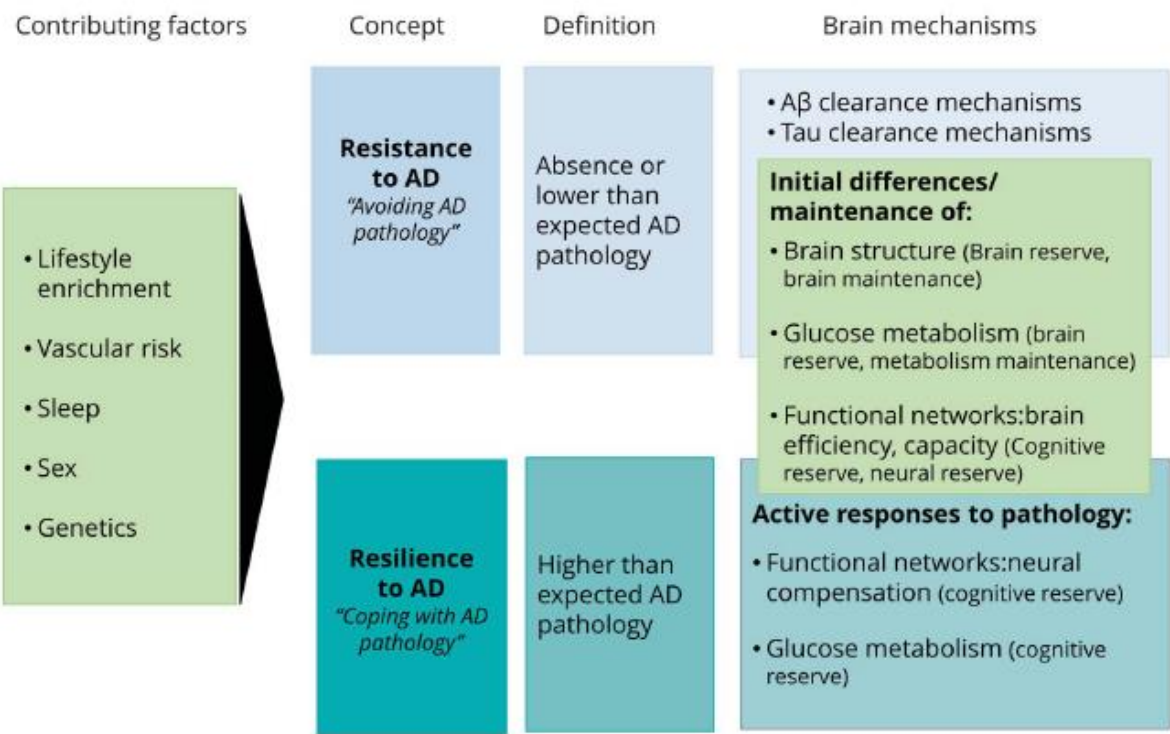 Contributing factors
Concept
Definition
Brain mechanisms
• Lifestyle
enrichment
• Vascular risk
• Sleep
• Sex
• Genetics
Resistance
to AD
“Avoiding AD
pathology”
Absence or
lower than
expected AD
pathology
• Aβ clearance mechanisms
• Tau clearance mechanisms
Initial differences/
maintenance of:
• Brain structure (Brain reserve,
brain maintenance)
• Glucose metabolism (brain
reserve, metabolism maintenance)
• Functional networks:brain
efficiency, capacity (Cognitive
reserve, neural reserve)
Resilience
to AD
“Coping with AD
pathology”
Higher than
expected AD
pathology
Active responses to pathology:
• Functional networks:neural
compensation (cognitive reserve)
• Glucose metabolism (cognitive
reserve)